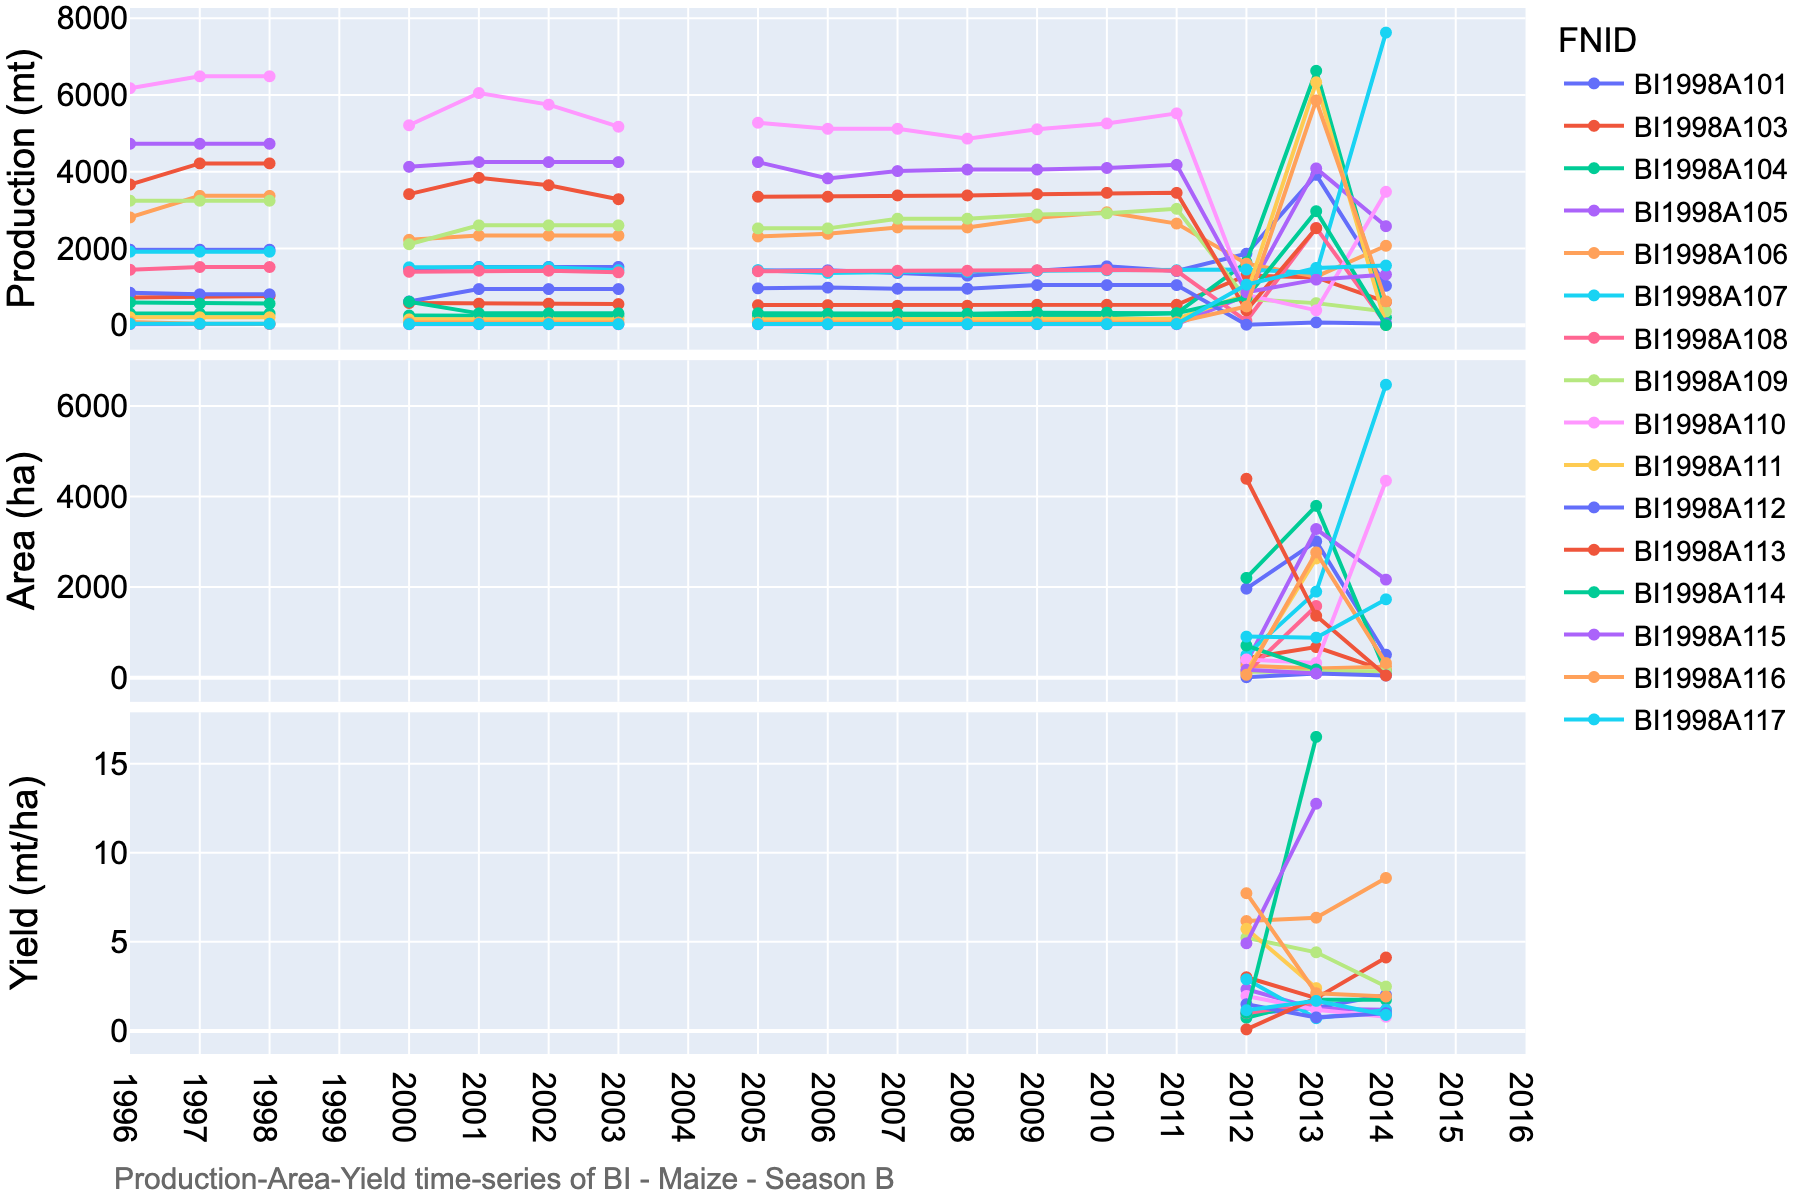 Production (mt)
8000
6000
4000
2000
0
Area (ha)
6000
4000
2000
0
Yield (mt/ha)
15
10
5
0
1996
1997
1998
1999
2000
2001
2002
2003
2004
2005
2006
2007
2008
2009
2010
2011
2012
2013
2014
2015
2016
Production-Area-Yield time-series of BI - Maize - Season B
FNID
BI1998A101
BI1998A103
BI1998A104
BI1998A105
BI1998A106
BI1998A107
BI1998A108
BI1998A109
BI1998A110
BI1998A111
BI1998A112
BI1998A113
BI1998A114
BI1998A115
BI1998A116
BI1998A117